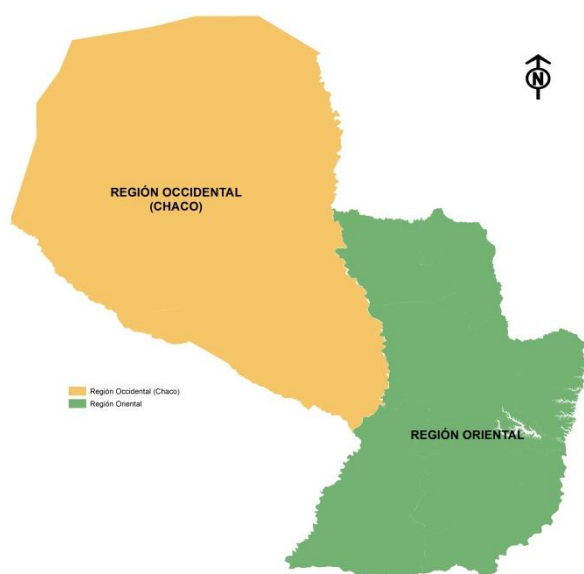 N
REGIÓN OCCIDENTAL
(CHACO)
Región Occidental (Chaco)
Región Oriental
REGIÓN ORIENTAL